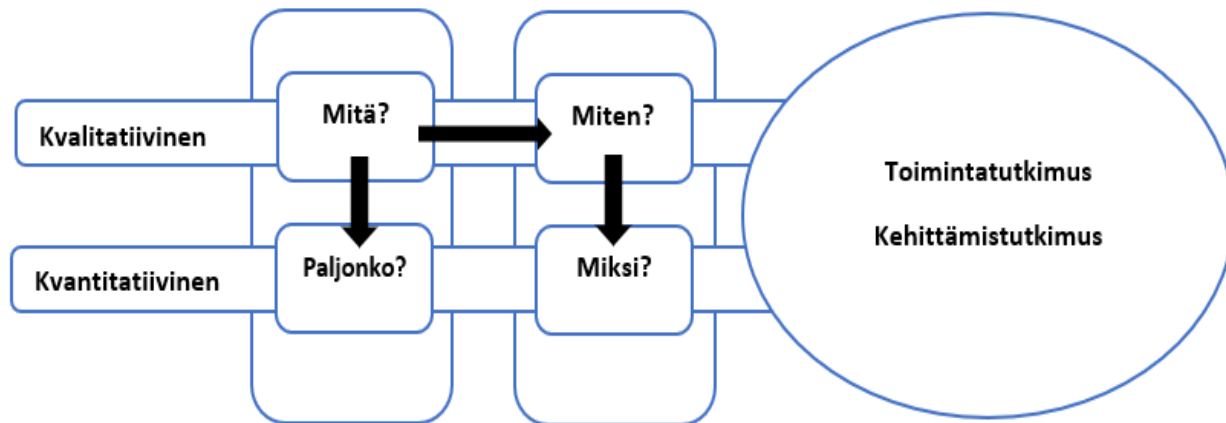 Kvalitatiivinen
Mitä?
Miten?
Kvantitatiivinen
Paljonko?
Miksi?
Toimintatutkimus
Kehittämistutkimus